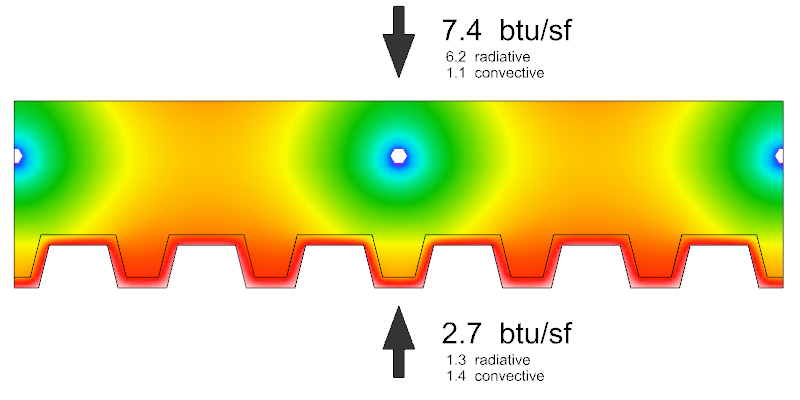 7.4 btu/sf
6.2 radiative
1.1 convective
2.7 btu/sf
1.3 radiative
1.4 convective